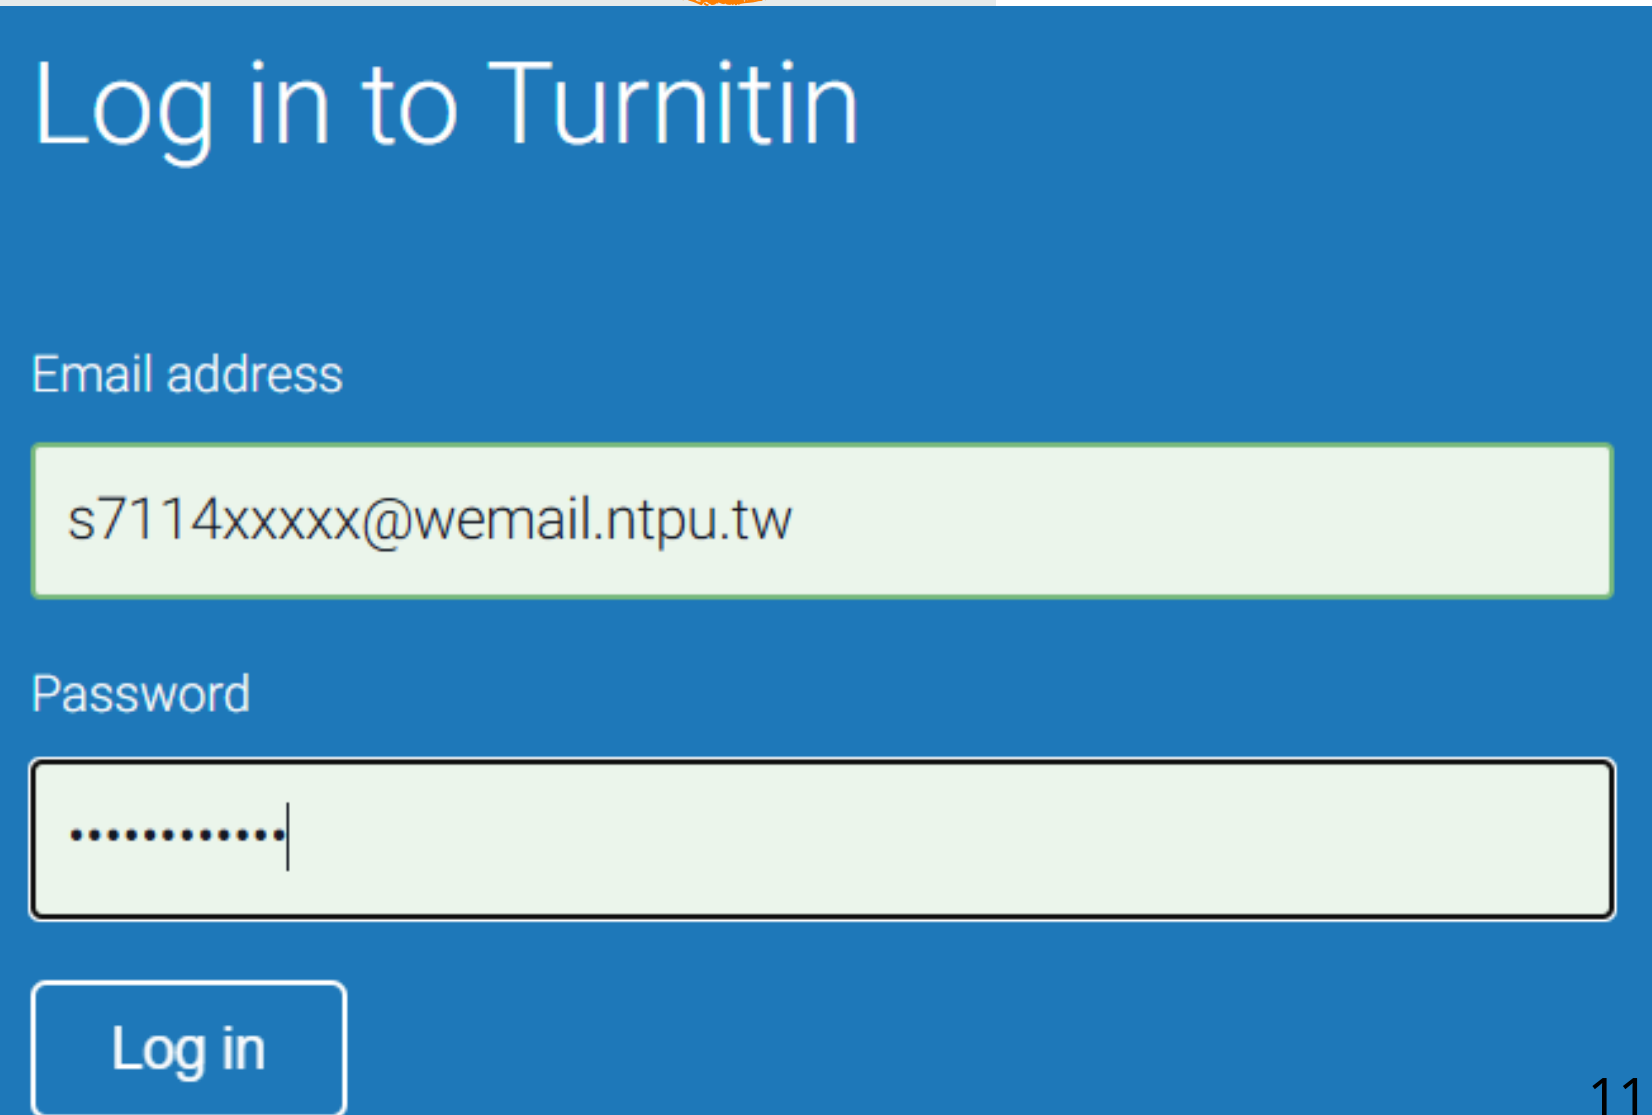 Log in to Turnitin
Email address
s7114xxxxx@wemail.ntpu.tw
Password
••••••••••••
Log in
11